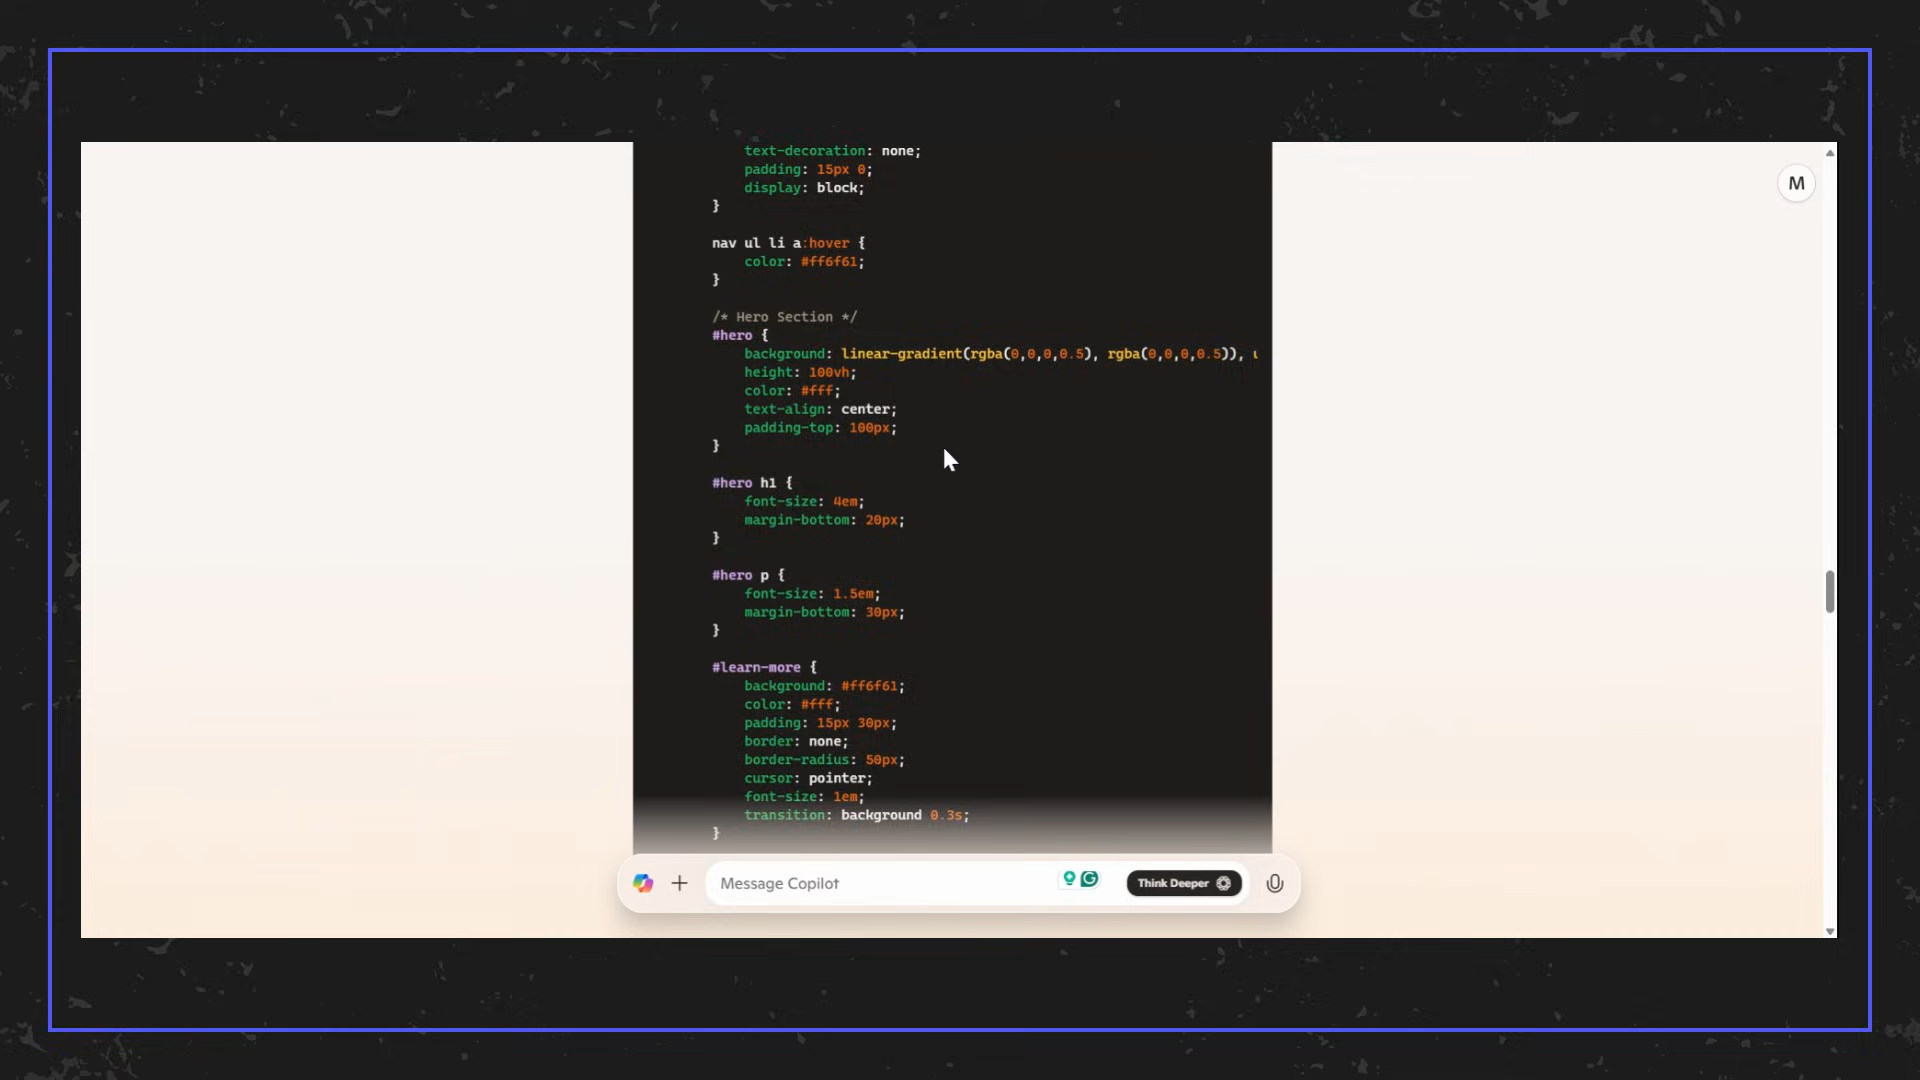 text-decoration: none;
padding: 15px 0;
display: block;
}
M
nav ul li a:hover {
color: #ff6f61;
}
/* Hero Section */
#hero {
background: linear-gradient(rgba(0,0,0,0.5), rgba(0,0,0,0.5)),
height: 100vh;
color: #fff;
text-align: center;
padding-top: 100px;
}
#hero h1 {
font-size: 4em;
margin-bottom: 20px;
}
#hero p {
font-size: 1.5em;
margin-bottom: 30px;
}
#learn-more {
background: #ff6f61;
color: #fff;
padding: 15px 30px;
border: none;
border-radius: 50px;
cursor: pointer;
font-size: 1em;
transition: background 0.3s;
}
Message Copilot
Think Deeper